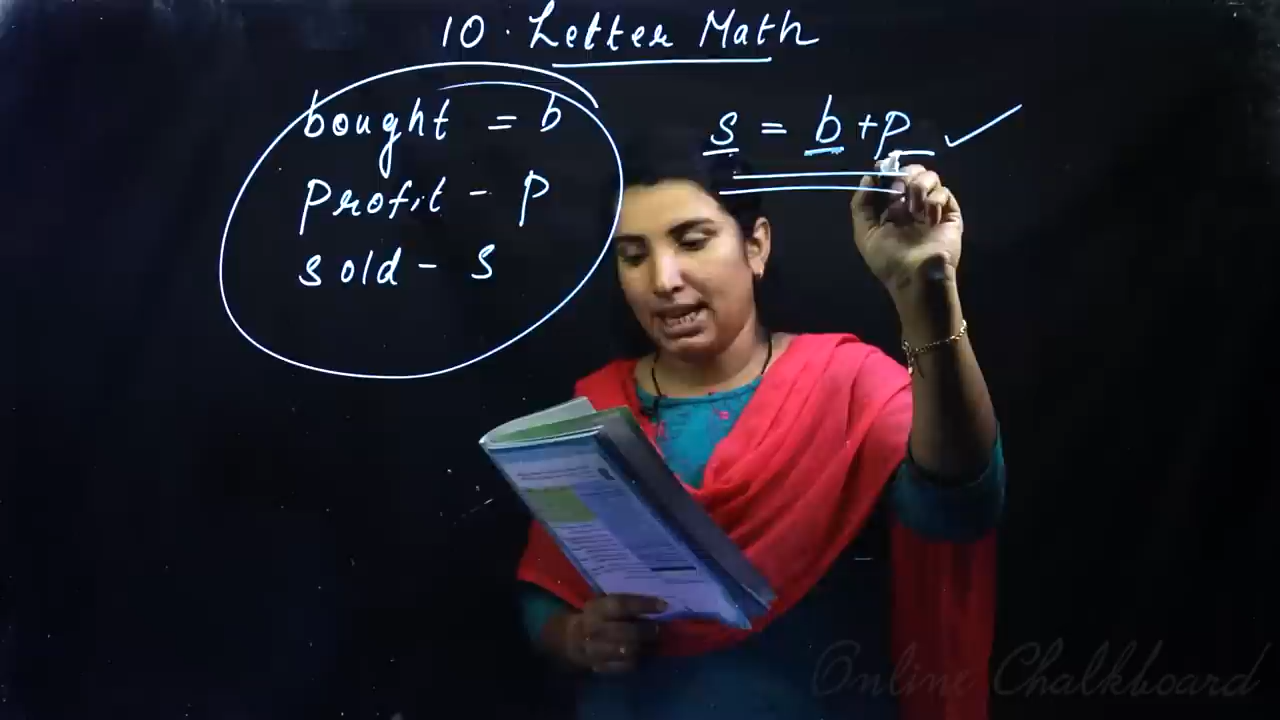 10. Letter Math
bought = b
profit - p
sold - s
s = b + p ✓
Online Chalkboard